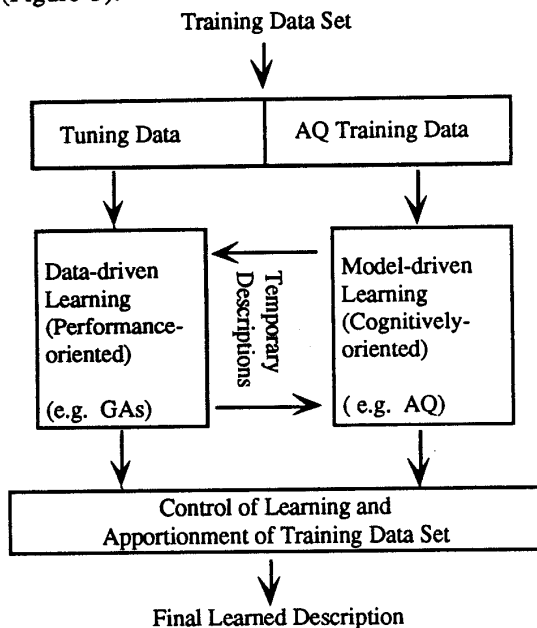 (Figure 1).
Training Data Set
Tuning Data
AQ Training Data
Data-driven
Learning
(Performance-
oriented)
(e.g. GAs)
Temporary
Descriptions
Model-driven
Learning
(Cognitively-
oriented)
( e.g. AQ)
Control of Learning and
Apportionment of Training Data Set
Final Learned Description